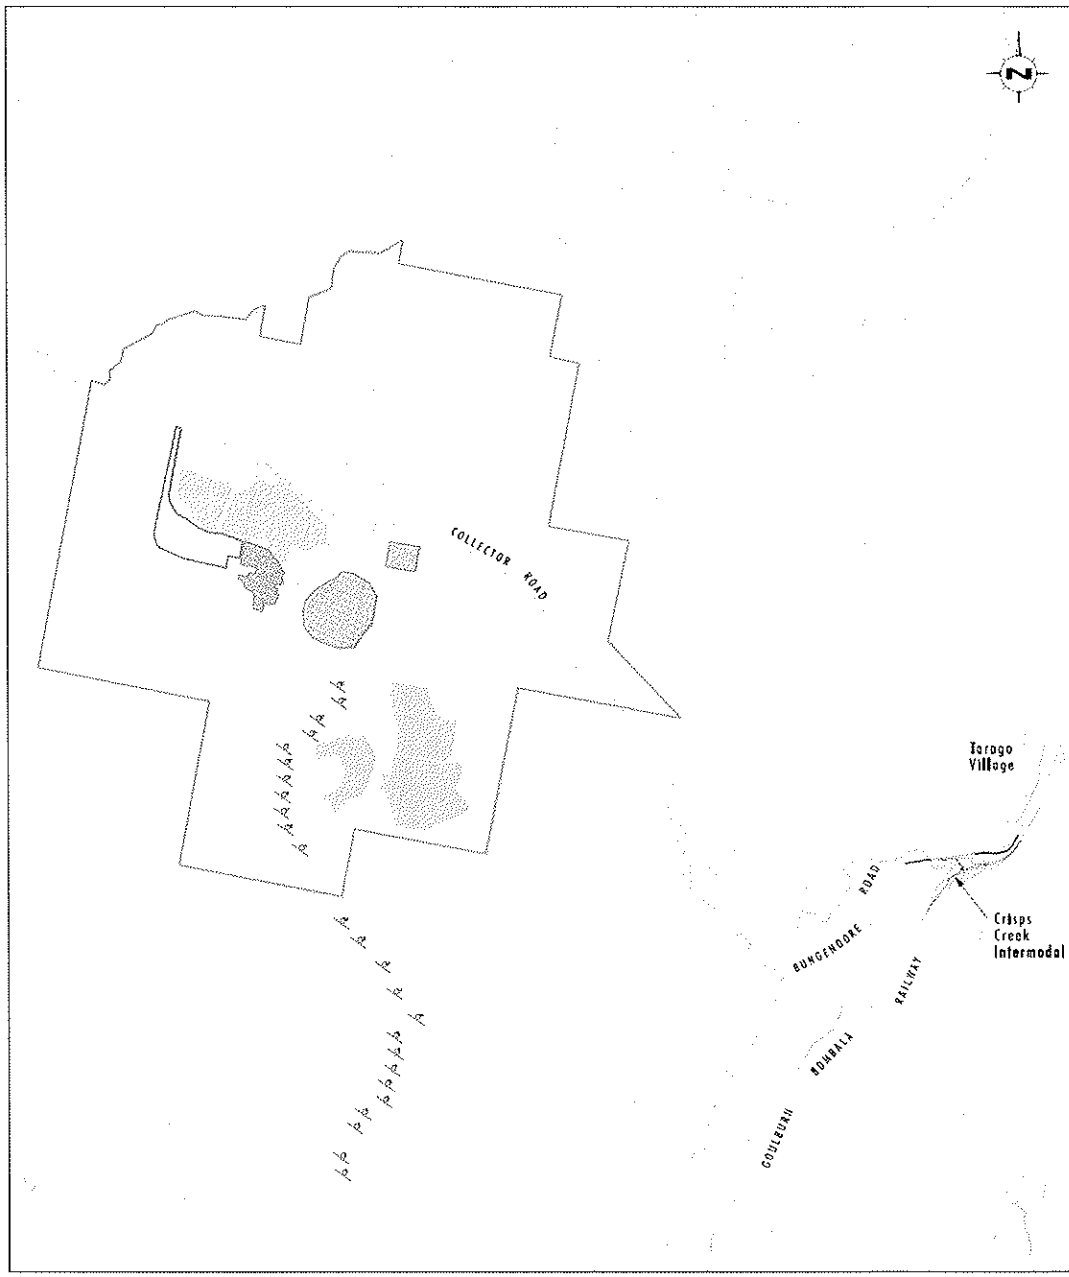 N
COLLECTOR ROAD
Tarago
Village
BUNGENDORE ROAD
Crisps
Creek
Intermodal
GOULBURN BOMBALA RAILWAY